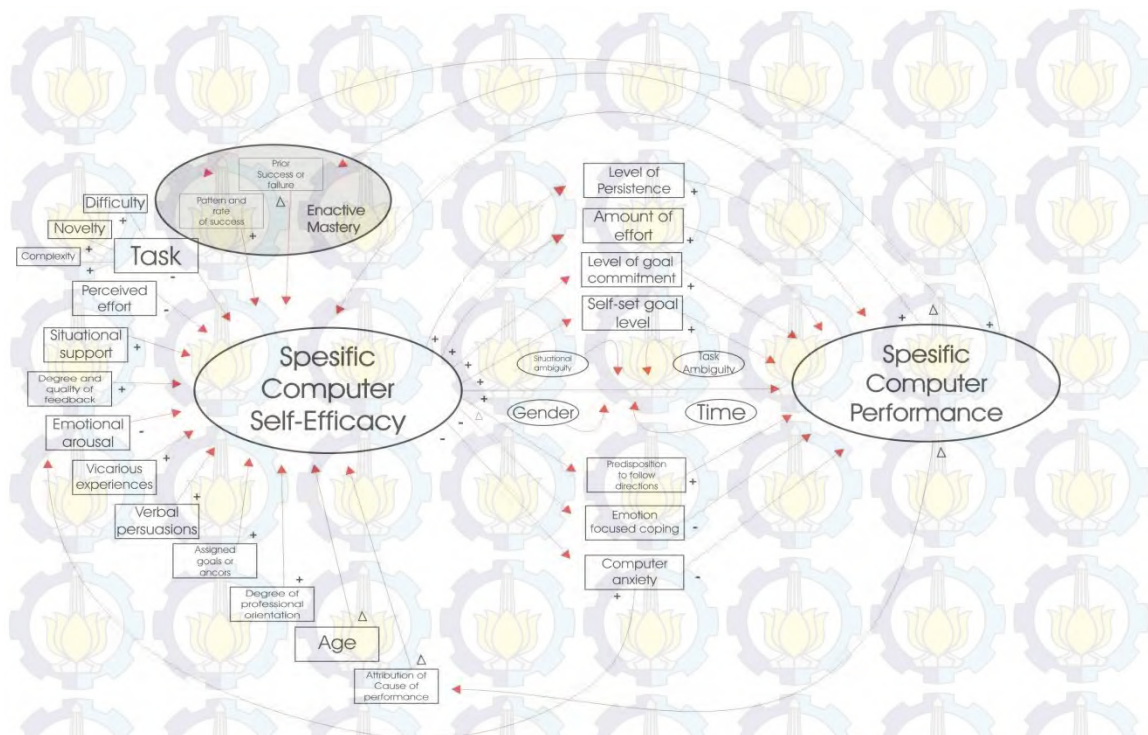 Prior
Success or
failure
Pattern and
rate
of success
Δ
+
Enactive
Mastery
Difficulty
+
Novelty
+
Complexity
+
Task
-
Perceived
effort
-
Situational
support
+
Degree and
quality of
feedback
+
Emotional
arousal
-
Vicarious
experiences
+
Verbal
persuasions
+
Assigned
goals or
ancors
+
Degree of
professional
orientation
+
Age
Δ
Attribution of
Cause of
performance
Δ
Spesific
Computer
Self-Efficacy
+
+
+
+
Δ
-
-
Level of
Persistence
+
Amount of
effort
+
Level of goal
commitment
+
Self-set goal
level
+
Situational
ambiguity
Task
Ambiguity
Gender
Time
Predisposition
to follow
directions
+
Emotion
focused coping
-
Computer
anxiety
-
+
+
Δ
+
Spesific
Computer
Performance
Δ